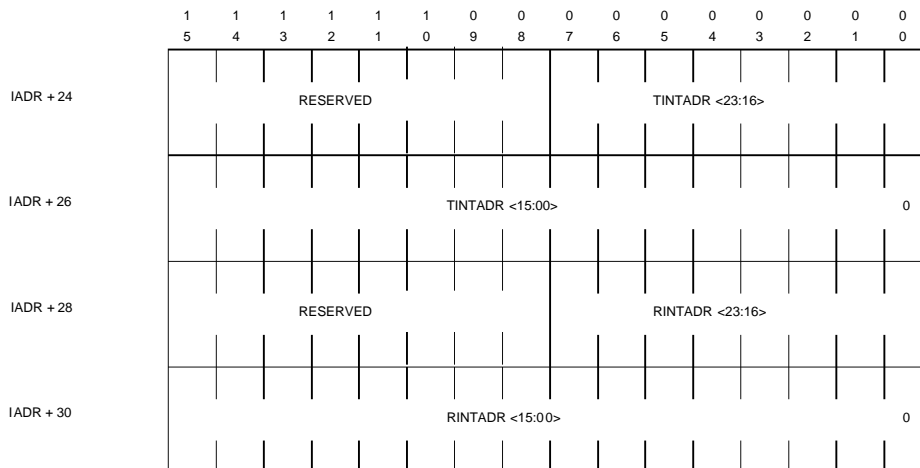 1 1 1 1 1 1 0 0 0 0 0 0 0 0 0 0
5 4 3 2 1 0 9 8 7 6 5 4 3 2 1 0
IADR + 24 RESERVED TINTADR <23:16>
IADR + 26 TINTADR <15:00> 0
IADR + 28 RESERVED RINTADR <23:16>
IADR + 30 RINTADR <15:00> 0